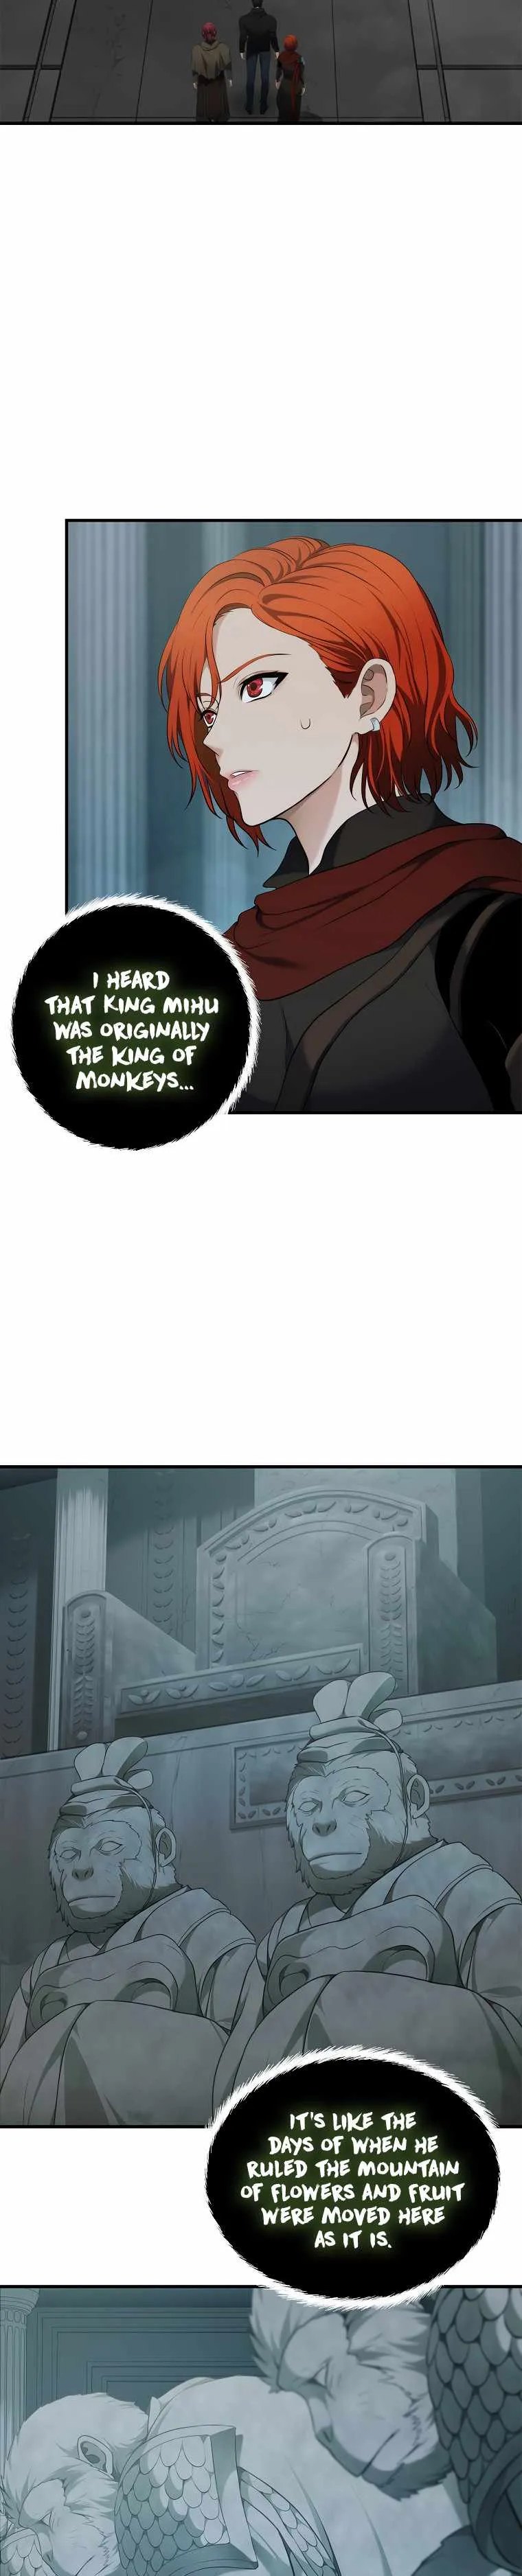 I HEARD
THAT KING MIHU
WAS ORIGINALLY
THE KING OF
MONKEYS...
IT'S LIKE THE
DAYS OF WHEN HE
RULED THE MOUNTAIN
OF FLOWERS AND FRUIT
WERE MOVED HERE
AS IT IS.